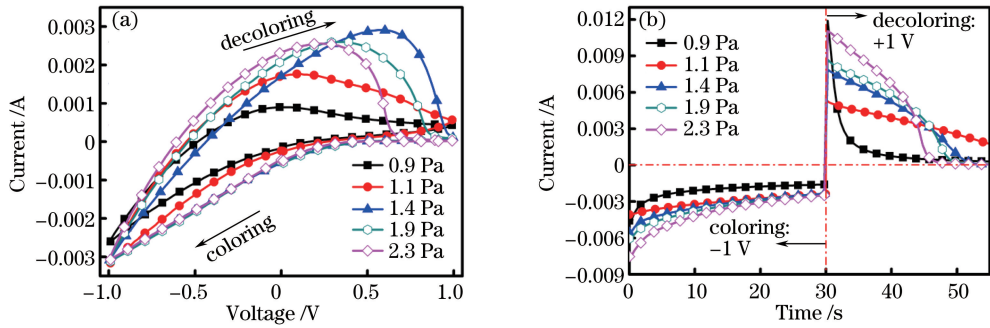 (a)
0.003
0.002
0.001
0
−0.001
−0.002
−0.003
Current /A
decoloring
coloring
0.9 Pa
1.1 Pa
1.4 Pa
1.9 Pa
2.3 Pa
−1.0
−0.5
0
0.5
1.0
Voltage /V
(b)
0.012
0.009
0.006
0.003
0
−0.003
−0.006
−0.009
Current /A
0.9 Pa
1.1 Pa
1.4 Pa
1.9 Pa
2.3 Pa
decoloring:
+1 V
coloring:
−1 V
0
10
20
30
40
50
Time /s